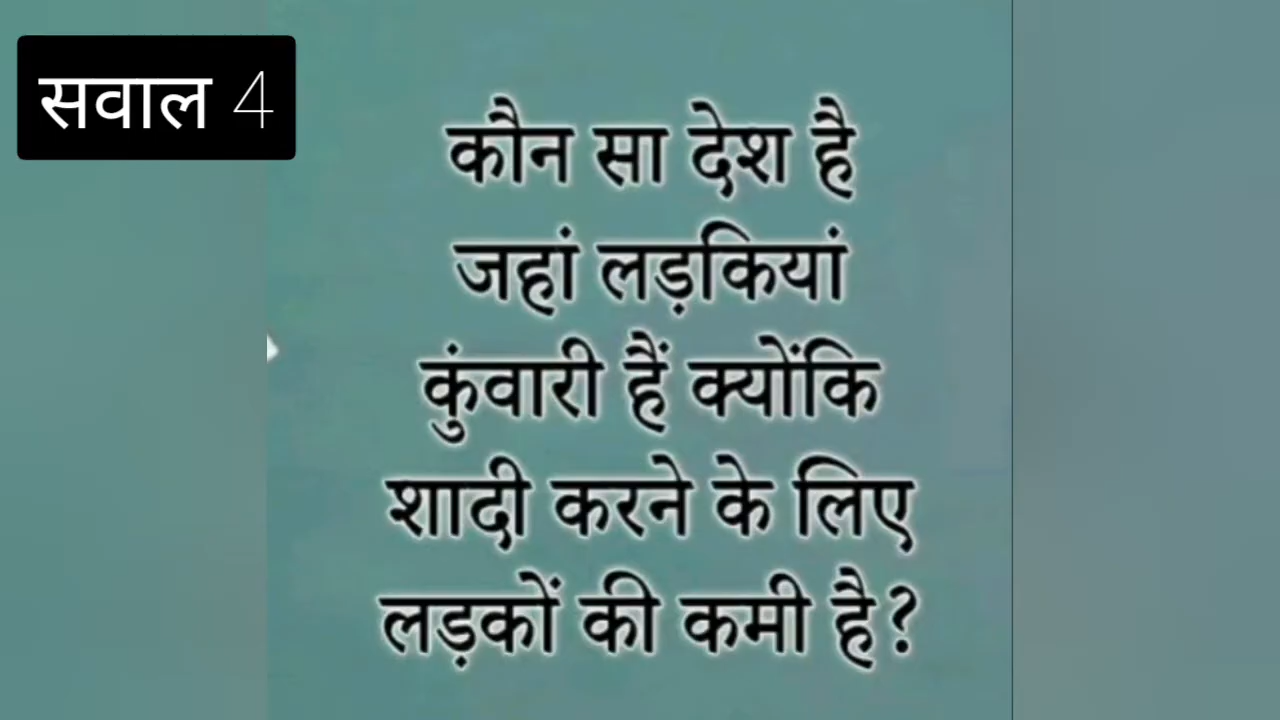 सवाल 4
कौन सा देश है
जहां लड़कियां
कुंवारी हैं क्योंकि
शादी करने के लिए
लड़कों की कमी है?